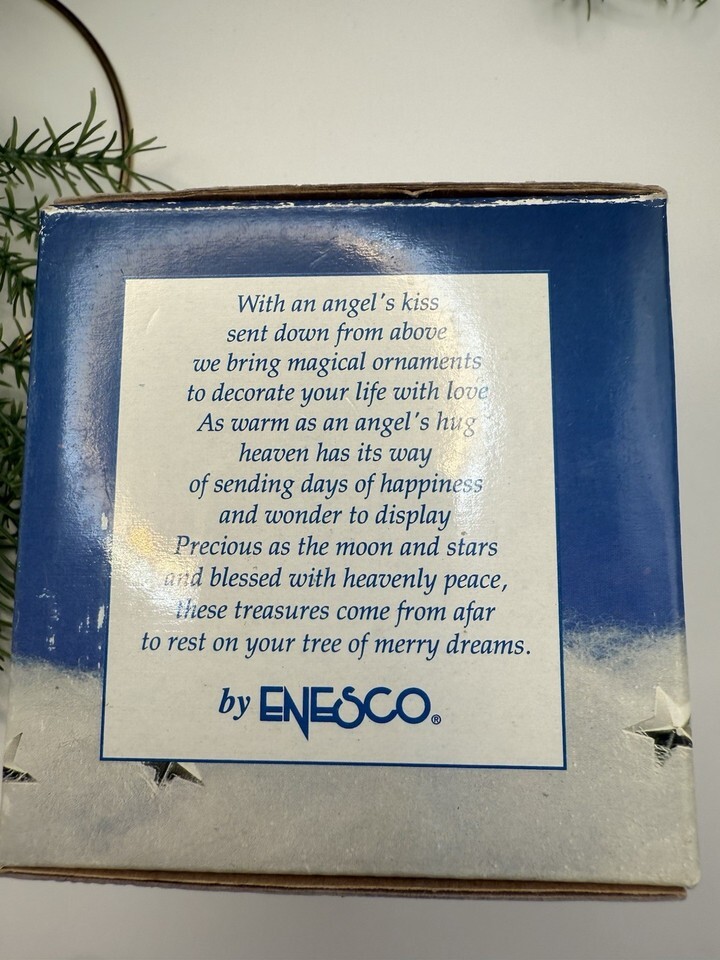 With an angel's kiss
sent down from above
we bring magical ornaments
to decorate your life with love
As warm as an angel's hug
heaven has its way
of sending days of happiness
and wonder to display
Precious as the moon and stars
and blessed with heavenly peace,
these treasures come from afar
to rest on your tree of merry dreams.
by ENESCO®